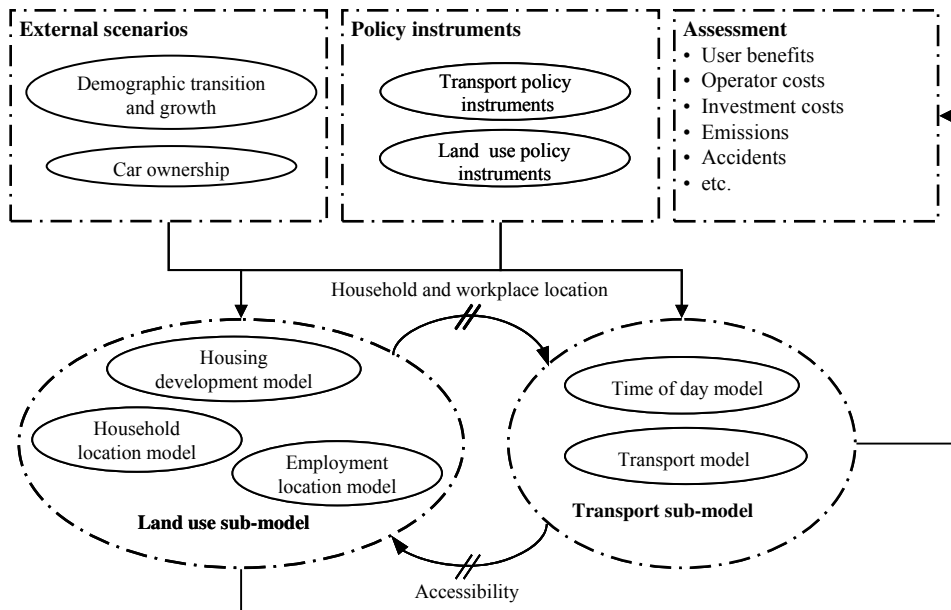 External scenarios
Demographic transition
and growth
Car ownership
Policy instruments
Transport policy
instruments
Land use policy
instruments
Assessment
• User benefits
• Operator costs
• Investment costs
• Emissions
• Accidents
• etc.
Household and workplace location
Housing
development model
Household
location model
Employment
location model
Land use sub-model
Time of day model
Transport model
Transport sub-model
Accessibility